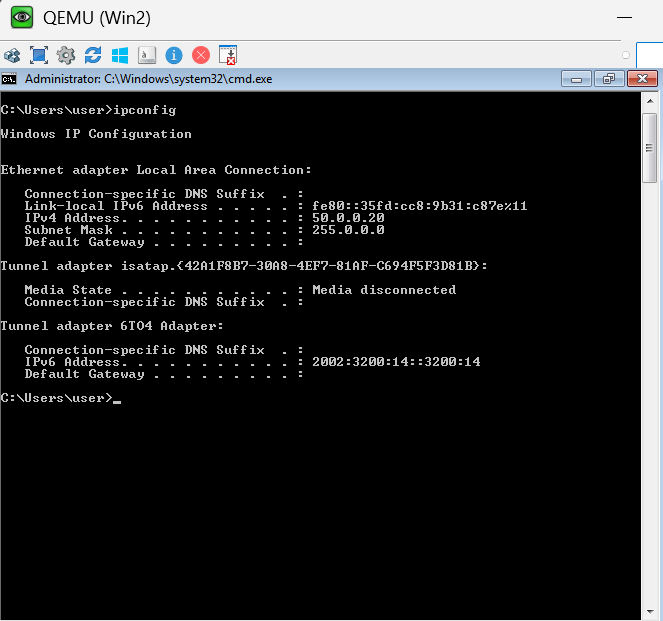 QEMU (Win2)
Administrator: C:\Windows\system32\cmd.exe
C:\Users\user>ipconfig
Windows IP Configuration
Ethernet adapter Local Area Connection:
   Connection-specific DNS Suffix  . :
   Link-local IPv6 Address . . . . . : fe80::35fd:cc8:9b31:c87e%11
   IPv4 Address. . . . . . . . . . . : 50.0.0.20
   Subnet Mask . . . . . . . . . . . : 255.0.0.0
   Default Gateway . . . . . . . . . :
Tunnel adapter isatap.{42A1F8B7-30A8-4EF7-81AF-C694F5F3D81B}:
   Media State . . . . . . . . . . . : Media disconnected
   Connection-specific DNS Suffix  . :
Tunnel adapter 6TO4 Adapter:
   Connection-specific DNS Suffix  . :
   IPv6 Address. . . . . . . . . . . : 2002:3200:14::3200:14
   Default Gateway . . . . . . . . . :
C:\Users\user>_